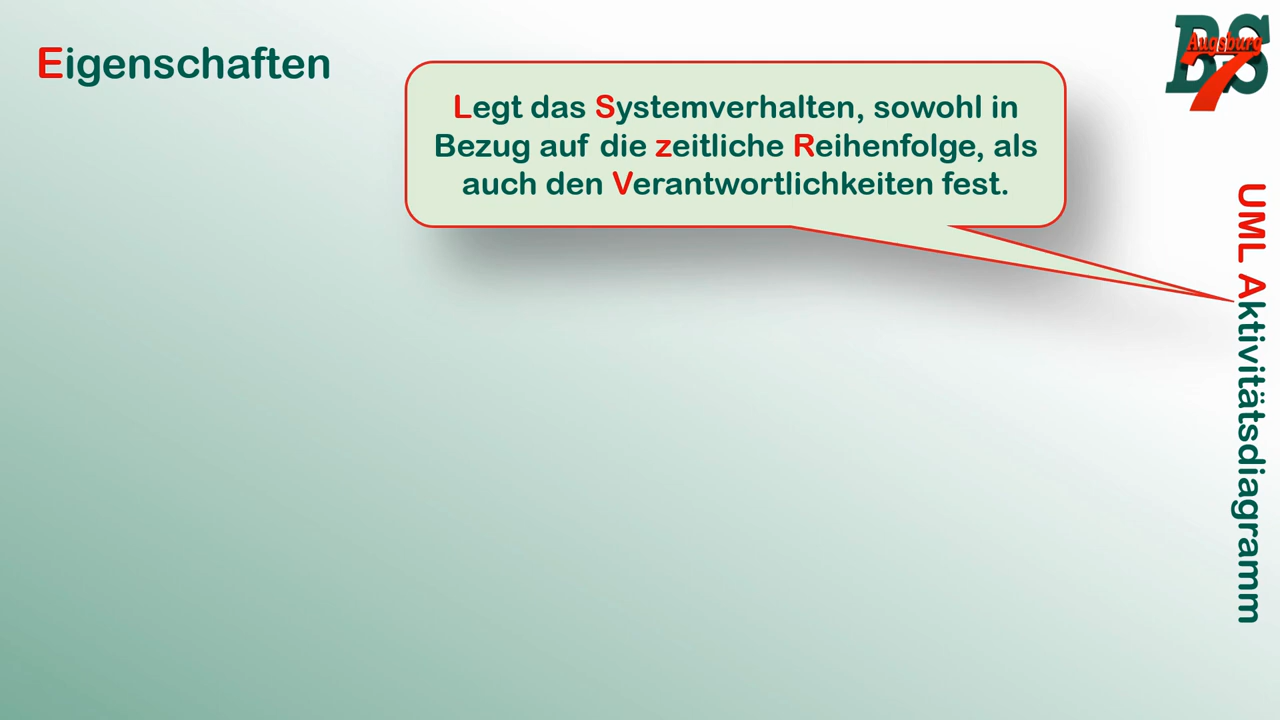 Eigenschaften
Legt das Systemverhalten, sowohl in
Bezug auf die zeitliche Reihenfolge, als
auch den Verantwortlichkeiten fest.
BS
Augsburg
7
UML Aktivitätsdiagramm